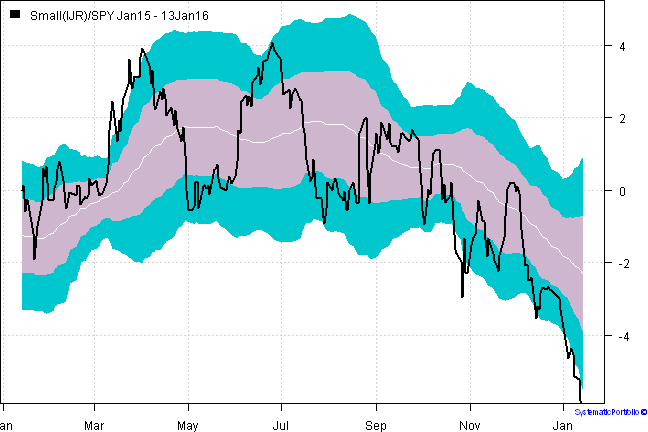 Small(IJR)/SPY Jan15 - 13Jan16
4
2
0
-2
-4
an Mar May Jul Sep Nov Jan
SystematicPortfolio ©